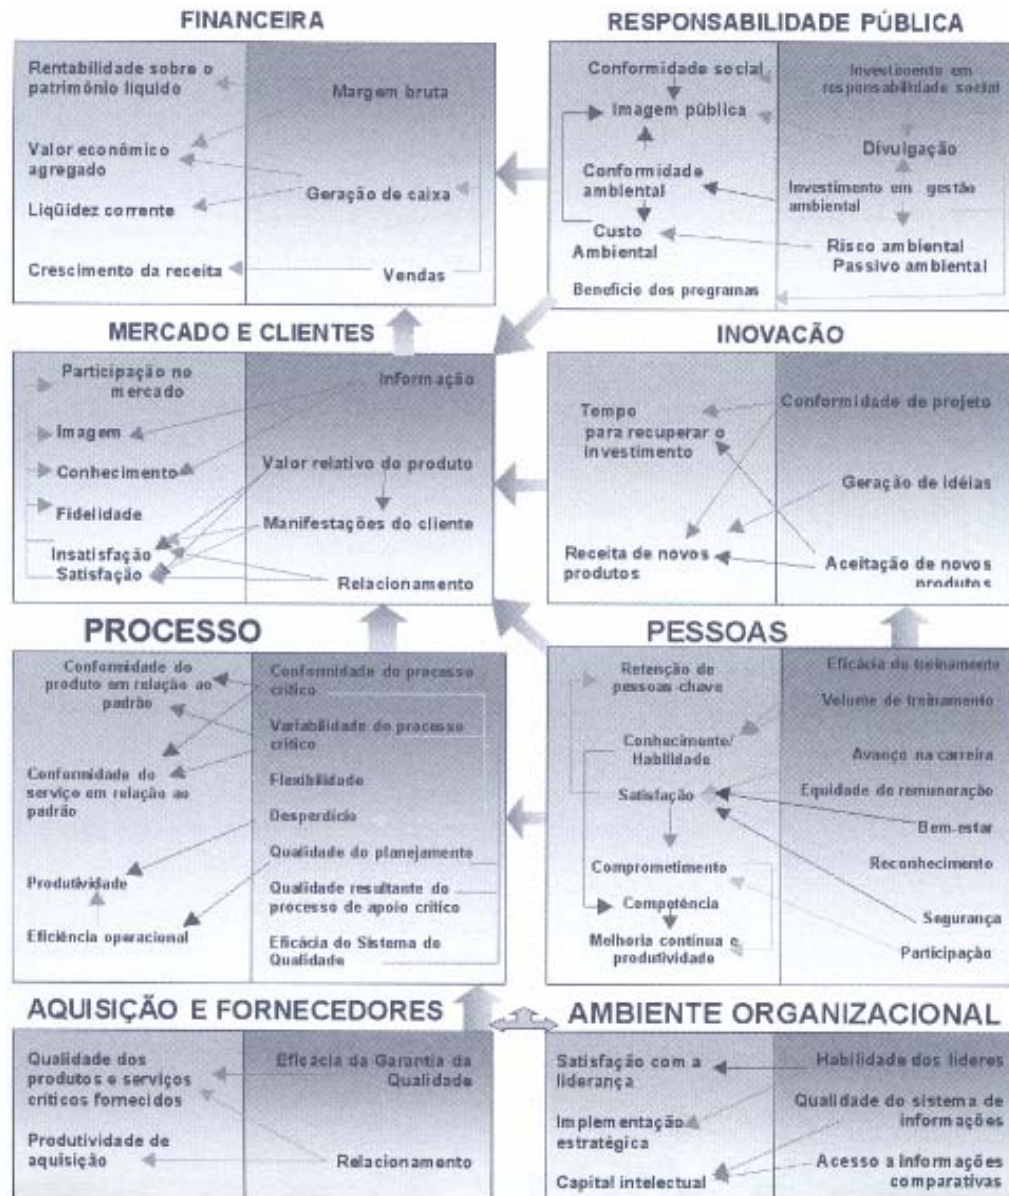 FINANCEIRA
Rentabilidade sobre o
patrimônio líquido
Valor econômico
agregado
Liqüidez corrente
Crescimento da receita
Margem bruta
Geração de caixa
Vendas
RESPONSABILIDADE PÚBLICA
Conformidade social
Imagem pública
Conformidade
ambiental
Custo
Ambiental
Benefício dos programas
Investimento em
responsabilidade social
Divulgação
Investimento em gestão
ambiental
Risco ambiental
Passivo ambiental
MERCADO E CLIENTES
Participação no
mercado
Imagem
Conhecimento
Fidelidade
Insatisfação
Satisfação
Informação
Valor relativo do produto
Manifestações do cliente
Relacionamento
INOVACÃO
Tempo
para recuperar o
investimento
Receita de novos
produtos
Conformidade de projeto
Geração de idéias
Aceitação de novos
produtos
PROCESSO
Conformidade do
produto em relação ao
padrão
Conformidade do
serviço em relação ao
padrão
Produtividade
Eficiência operacional
Conformidade do processo
crítico
Variabilidade do processo
crítico
Flexibilidade
Desperdício
Qualidade do planejamento
Qualidade resultante do
processo de apoio crítico
Eficácia do Sistema de
Qualidade
PESSOAS
Retenção de
pessoas-chave
Conhecimento/
Habilidade
Satisfação
Comprometimento
Competência
Melhoria contínua e
produtividade
Eficácia do treinamento
Volume de treinamento
Avanço na carreira
Equidade de remuneração
Bem-estar
Reconhecimento
Segurança
Participação
AQUISIÇÃO E FORNECEDORES
Qualidade dos
produtos e serviços
críticos fornecidos
Produtividade de
aquisição
Eficácia da Garantia da
Qualidade
Relacionamento
AMBIENTE ORGANIZACIONAL
Satisfação com a
liderança
Implementação
estratégica
Capital intelectual
Habilidade dos líderes
Qualidade do sistema de
informações
Acesso a informações
comparativas